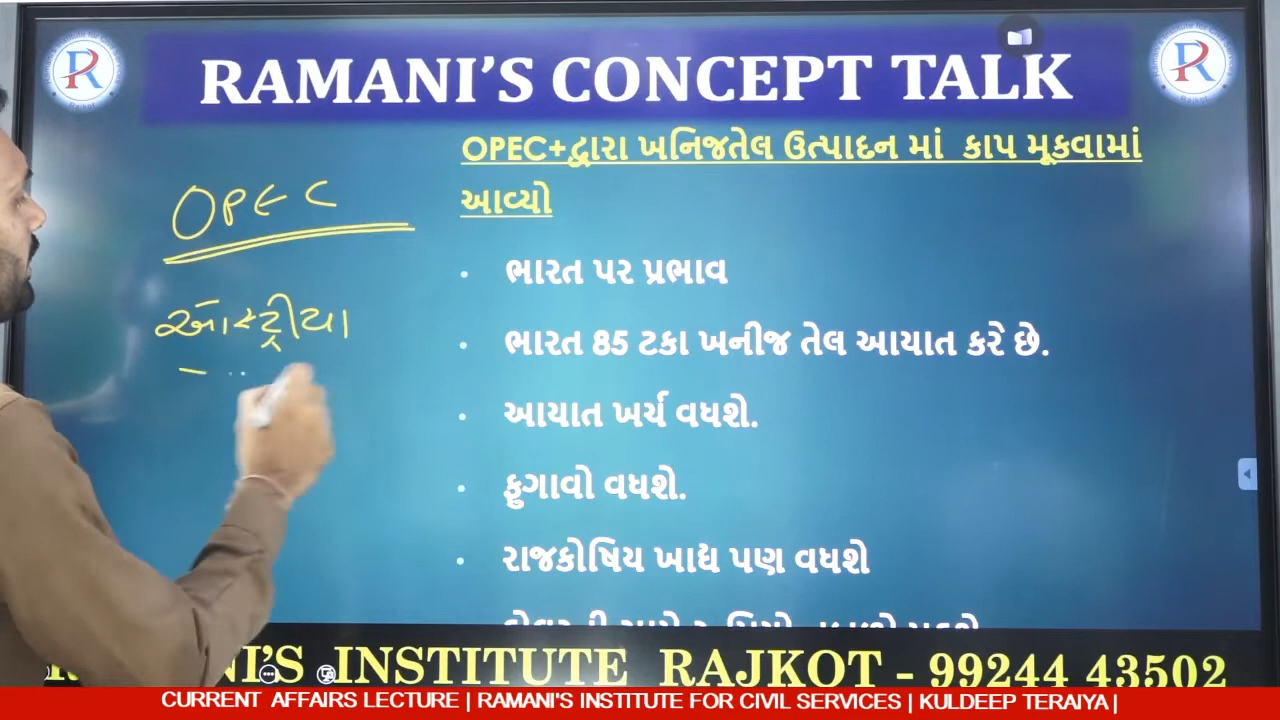 RAMANI'S CONCEPT TALK
OPEC+દ્વારા ખનિજતેલ ઉત્પાદન માં કાપ મૂકવામાં
આવ્યો
OPEC
ઑસ્ટ્રીયા
• ભારત પર પ્રભાવ
• ભારત 85 ટકા ખનીજ તેલ આયાત કરે છે.
• આયાત ખર્ચ વધશે.
• ફુગાવો વધશે.
• રાજકોષિય ખાદ્ય પણ વધશે
INSTITUTE RAJKOT - 99244 43502
CURRENT AFFAIRS LECTURE | RAMANI'S INSTITUTE FOR CIVIL SERVICES | KULDEEP TERAIYA |